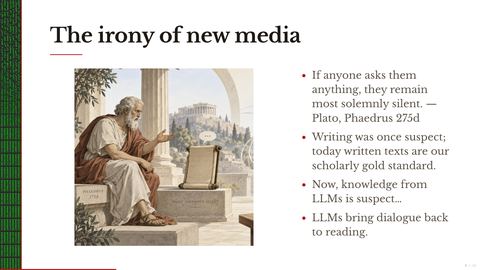 The irony of new media
If anyone asks them
anything, they remain
most solemnly silent. —
Plato, Phaedrus 275d
Writing was once suspect;
today written texts are our
scholarly gold standard.
Now, knowledge from
LLMs is suspect...
LLMs bring dialogue back
to reading.